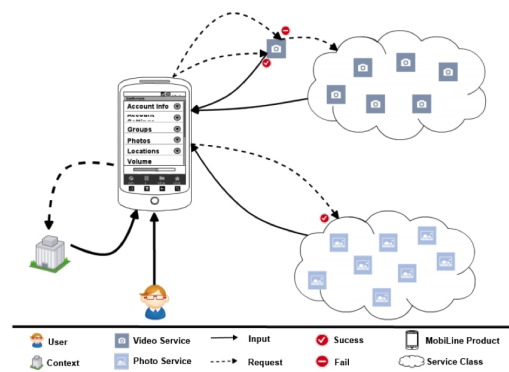 Account Info
Groups
Photos
Locations
Volume
User
Video Service
Input
Sucess
MobiLine Product
Context
Photo Service
Request
Fail
Service Class